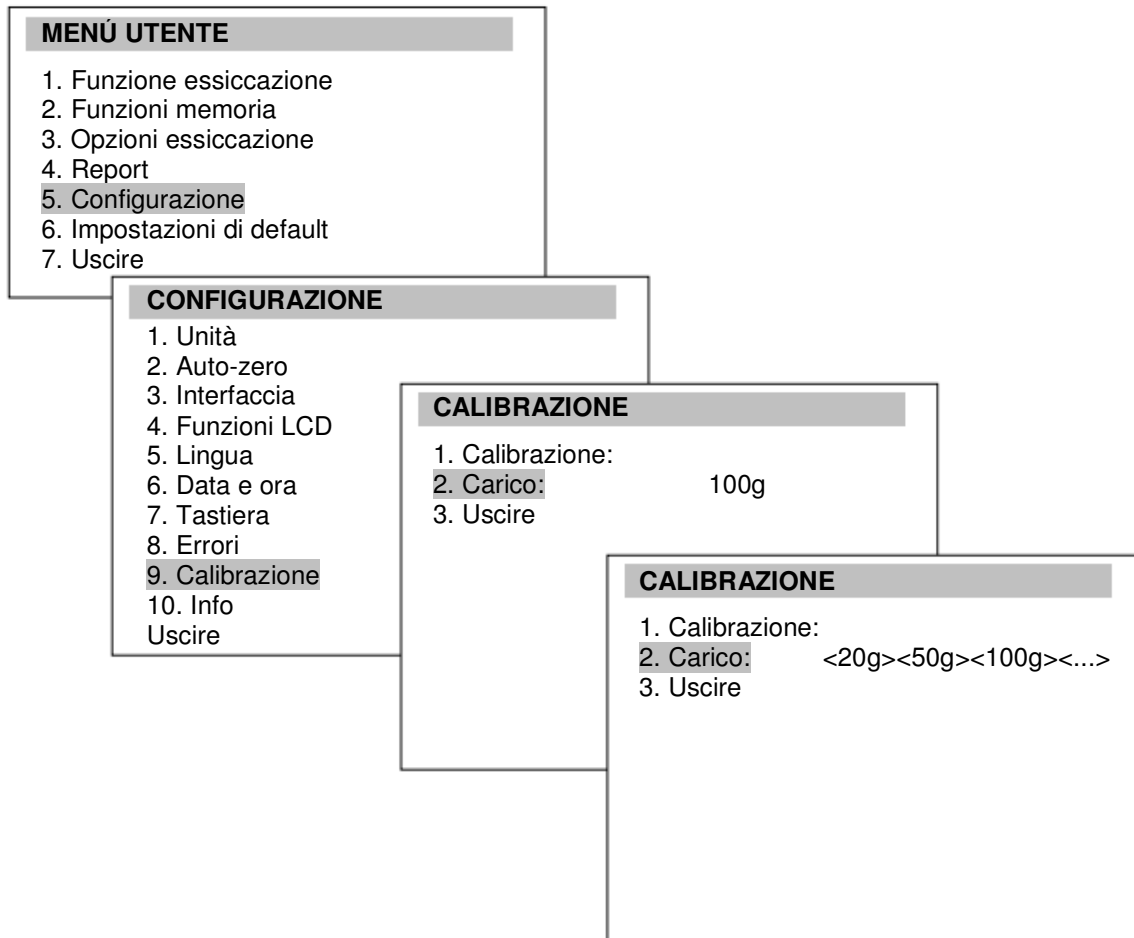 MENÚ UTENTE
1. Funzione essiccazione
2. Funzioni memoria
3. Opzioni essiccazione
4. Report
5. Configurazione
6. Impostazioni di default
7. Uscire
CONFIGURAZIONE
1. Unità
2. Auto-zero
3. Interfaccia
4. Funzioni LCD
5. Lingua
6. Data e ora
7. Tastiera
8. Errori
9. Calibrazione
10. Info
Uscire
CALIBRAZIONE
1. Calibrazione:
2. Carico: 100g
3. Uscire
CALIBRAZIONE
1. Calibrazione:
2. Carico: <20g><50g><100g><...>
3. Uscire